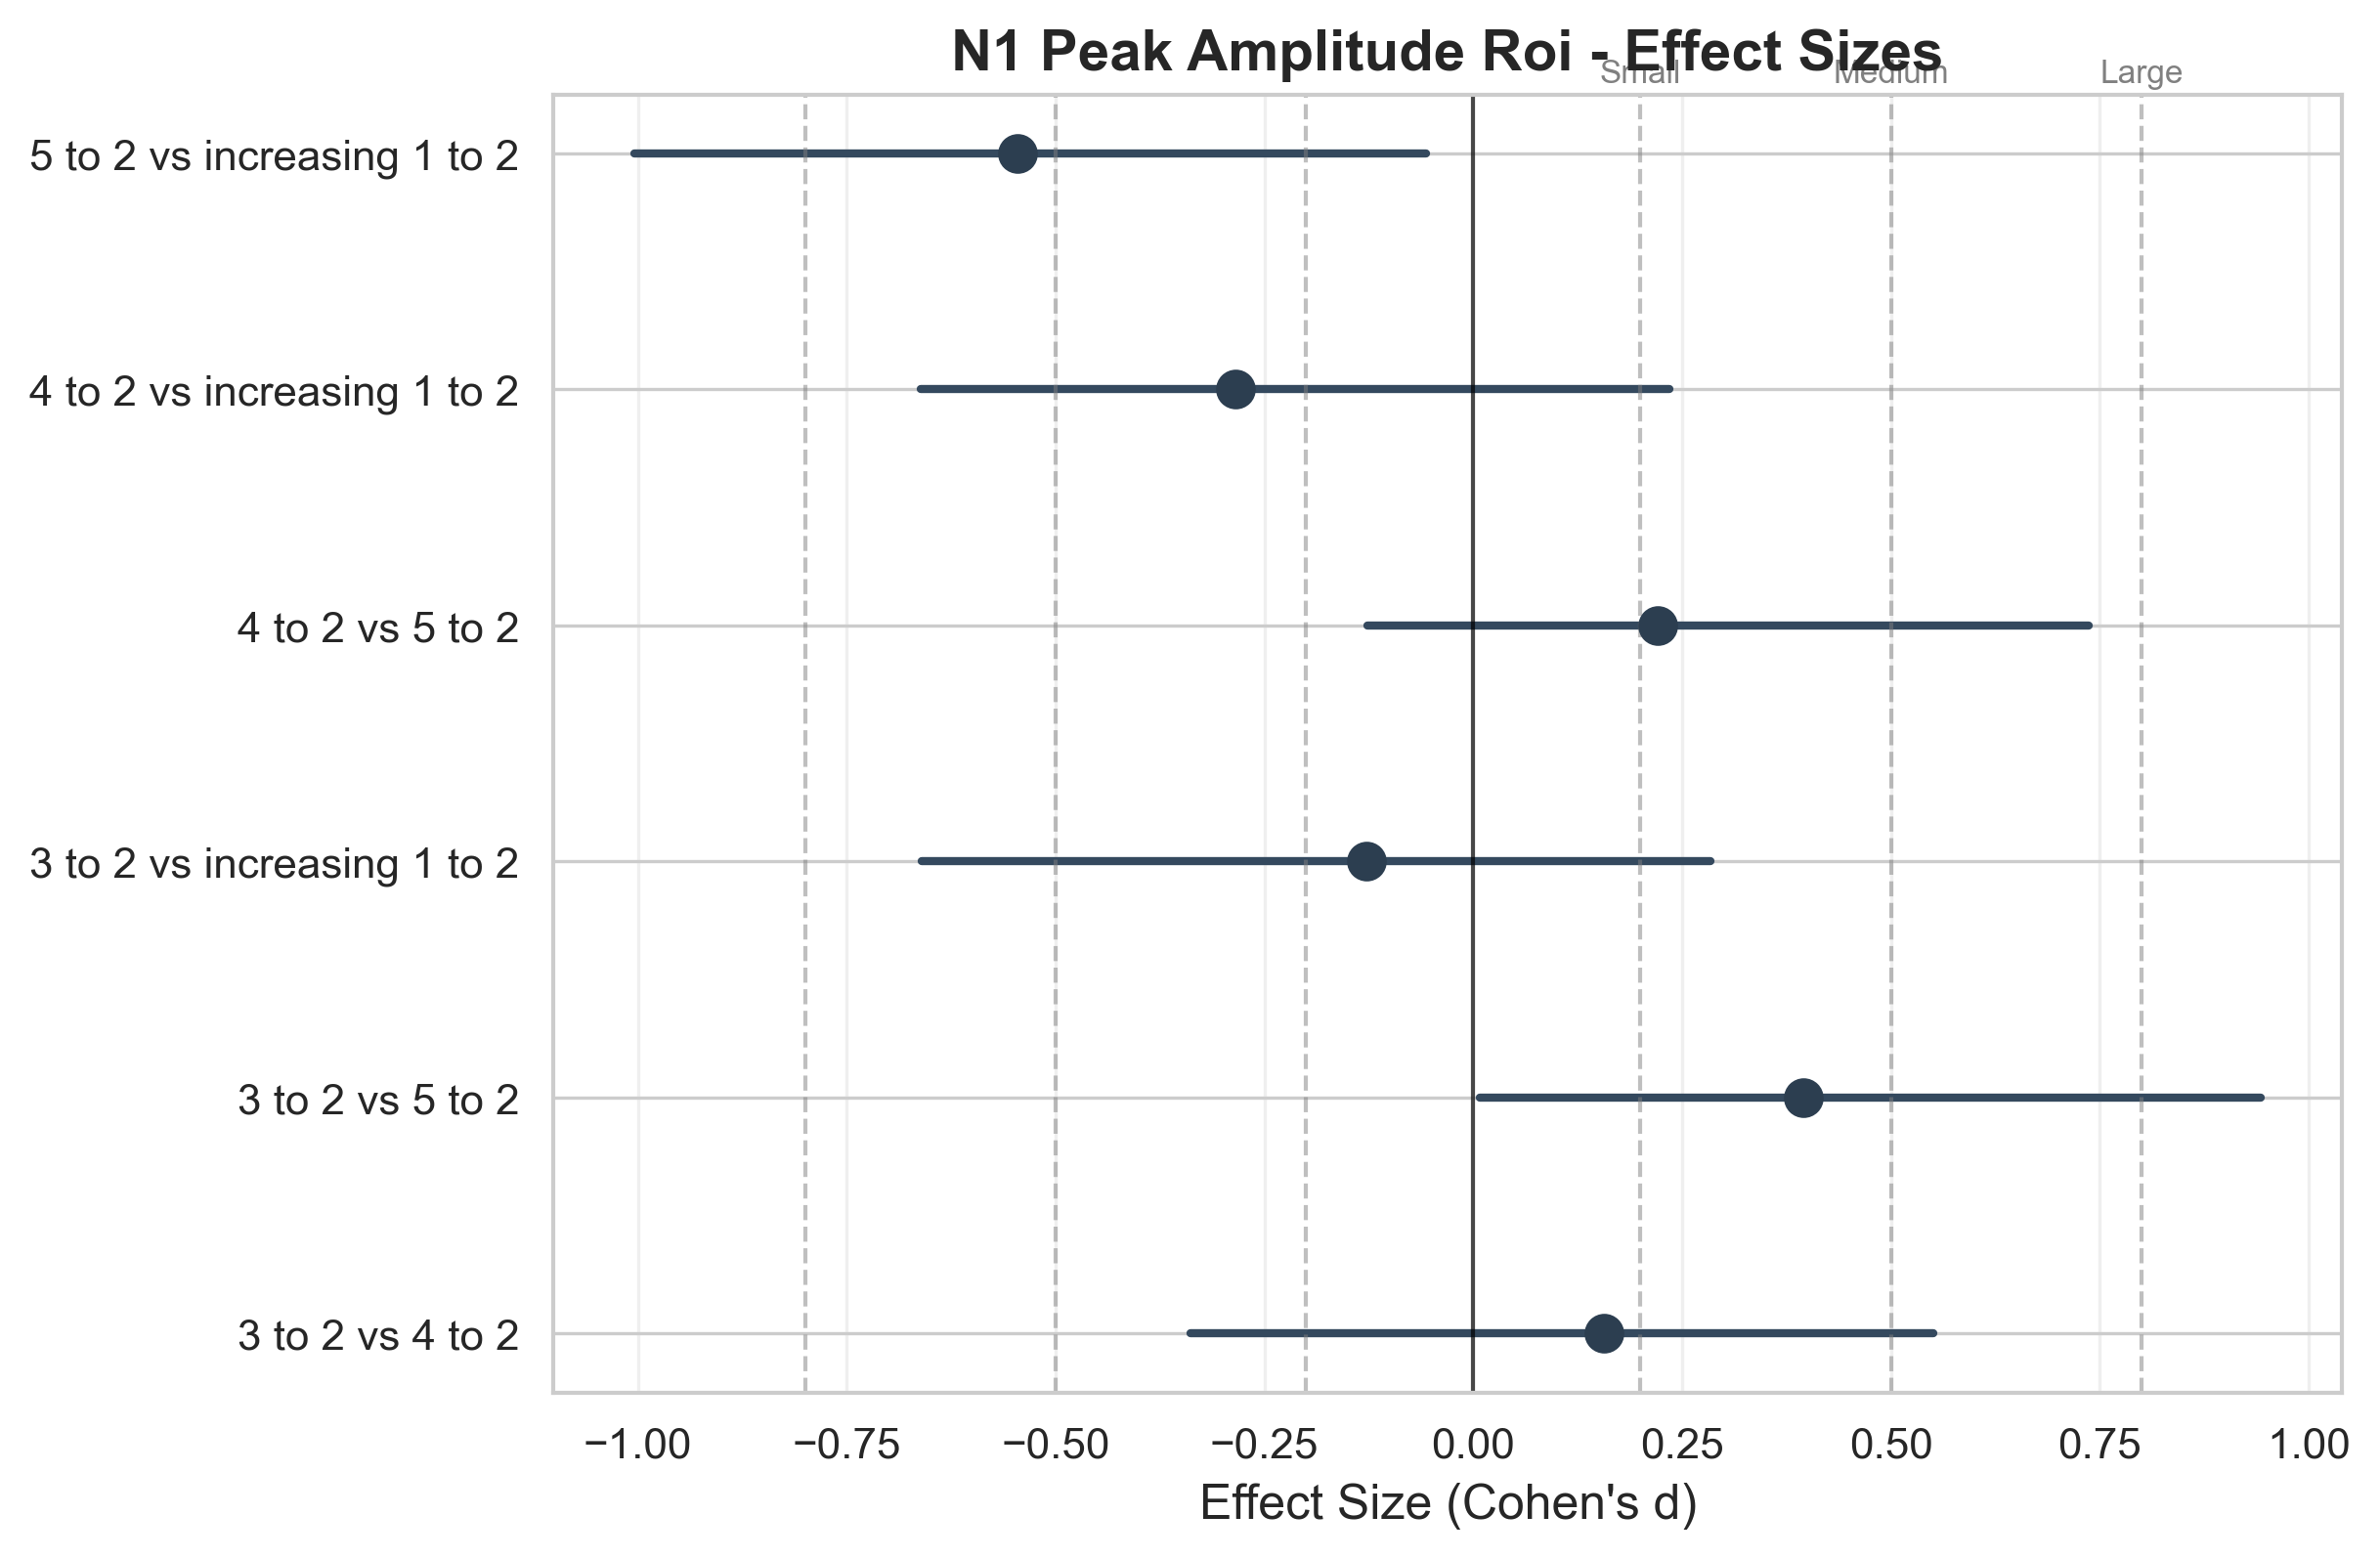 N1 Peak Amplitude Roi - Effect Sizes
Small Medium Large
5 to 2 vs increasing 1 to 2
4 to 2 vs increasing 1 to 2
4 to 2 vs 5 to 2
3 to 2 vs increasing 1 to 2
3 to 2 vs 5 to 2
3 to 2 vs 4 to 2
−1.00 −0.75 −0.50 −0.25 0.00 0.25 0.50 0.75 1.00
Effect Size (Cohen's d)